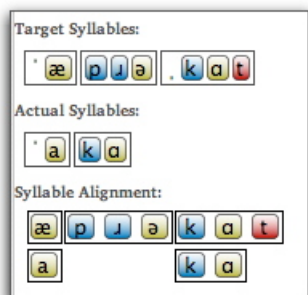 Target Syllables:
ˈ æ p ɹ ə ˌ k ɑ t
Actual Syllables:
ˈ a k ɑ
Syllable Alignment:
æ p ɹ ə k ɑ t
a k ɑ